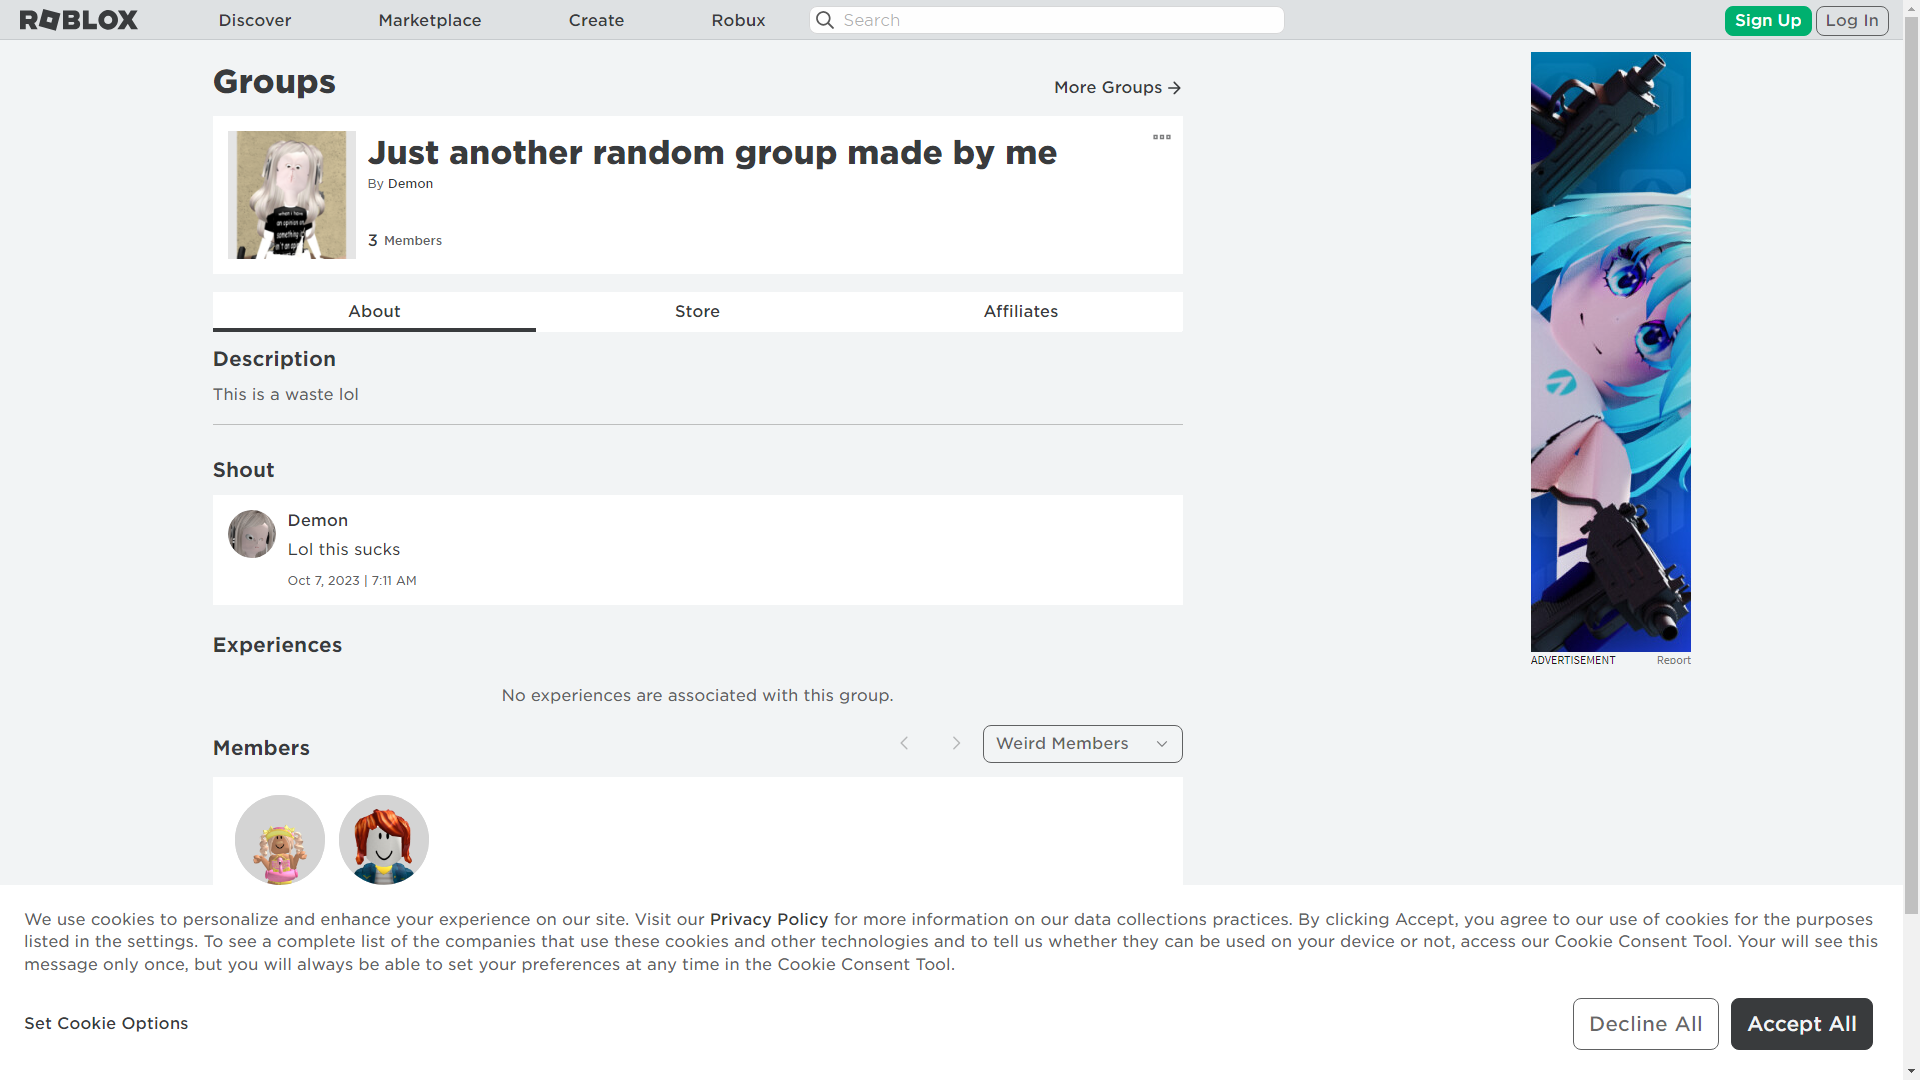 ROBLOX
Discover
Marketplace
Create
Robux
Search
Sign Up
Log In
Groups
More Groups
Just another random group made by me
By Demon
3 Members
when i have
an opinion and
something
About
Store
Affiliates
Description
This is a waste lol
Shout
Demon
Lol this sucks
Oct 7, 2023 | 7:11 AM
ADVERTISEMENT
Report
Experiences
No experiences are associated with this group.
Members
Weird Members
We use cookies to personalize and enhance your experience on our site. Visit our Privacy Policy for more information on our data collections practices. By clicking Accept, you agree to our use of cookies for the purposes
listed in the settings. To see a complete list of the companies that use these cookies and other technologies and to tell us whether they can be used on your device or not, access our Cookie Consent Tool. Your will see this
message only once, but you will always be able to set your preferences at any time in the Cookie Consent Tool.
Set Cookie Options
Decline All
Accept All